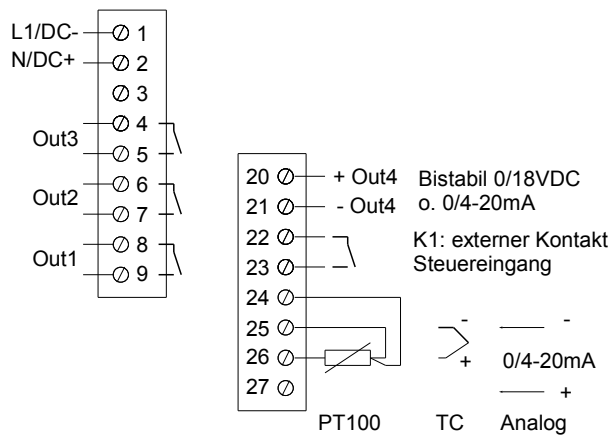 L1/DC- 1
N/DC+ 2
3
Out3 4
5
Out2 6
7
Out1 8
9
20 + Out4 Bistabil 0/18VDC
21 - Out4 o. 0/4-20mA
22 K1: externer Kontakt
23 Steuereingang
24
25 -
26 + 0/4-20mA
27 +
PT100 TC Analog
-